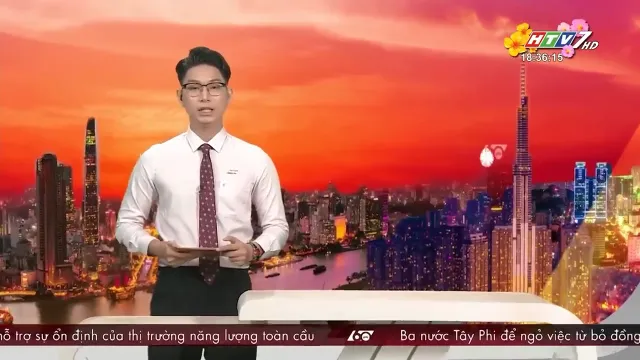 HTV7 HD
18:36:15
hỗ trợ sự ổn định của thị trường năng lượng toàn cầu
60
Ba nước Tây Phi để ngỏ việc từ bỏ đồng